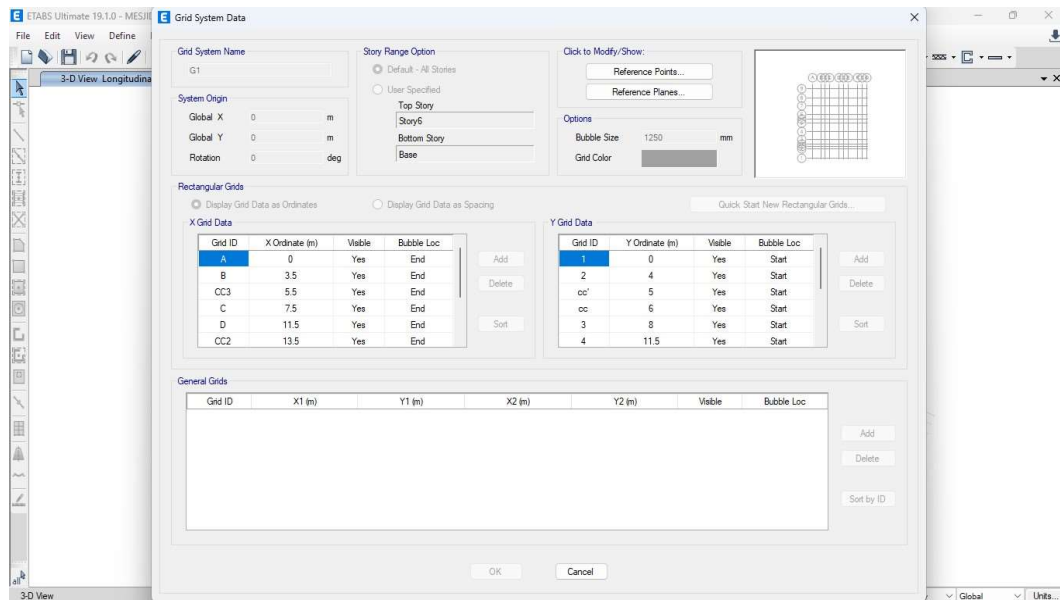 ETABS Ultimate 19.1.0 - MESJID
Grid System Data
File Edit View Define
3-D View Longitudina
Grid System Name
G1
System Origin
Global X 0 m
Global Y 0 m
Rotation 0 deg
Story Range Option
Default - All Stories
User Specified
Top Story
Story6
Bottom Story
Base
Click to Modify/Show:
Reference Points...
Reference Planes...
Options
Bubble Size 1250 mm
Grid Color
Rectangular Grids
Display Grid Data as Ordinates Display Grid Data as Spacing Quick Start New Rectangular Grids...
X Grid Data
Grid ID X Ordinate (m) Visible Bubble Loc
A 0 Yes End
B 3.5 Yes End
CC3 5.5 Yes End
C 7.5 Yes End
D 11.5 Yes End
CC2 13.5 Yes End
Add
Delete
Sort
Y Grid Data
Grid ID Y Ordinate (m) Visible Bubble Loc
1 0 Yes Start
2 4 Yes Start
cc' 5 Yes Start
cc 6 Yes Start
3 8 Yes Start
4 11.5 Yes Start
Add
Delete
Sort
General Grids
Grid ID X1 (m) Y1 (m) X2 (m) Y2 (m) Visible Bubble Loc
Add
Delete
Sort by ID
OK Cancel
all
3-D View Global Units...